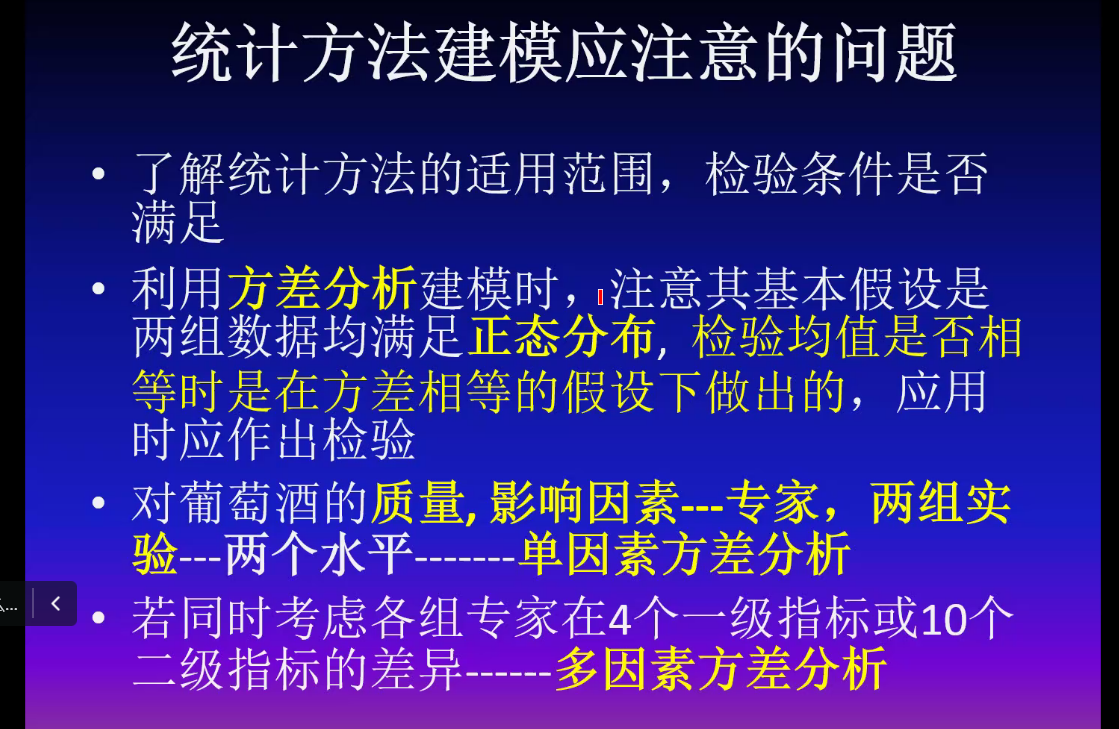 统计方法建模应注意的问题
• 了解统计方法的适用范围，检验条件是否
满足
• 利用方差分析建模时，注意其基本假设是
两组数据均满足正态分布, 检验均值是否相
等时是在方差相等的假设下做出的，应用
时应作出检验
• 对葡萄酒的质量, 影响因素---专家，两组实
验---两个水平-------单因素方差分析
• 若同时考虑各组专家在4个一级指标或10个
二级指标的差异------多因素方差分析